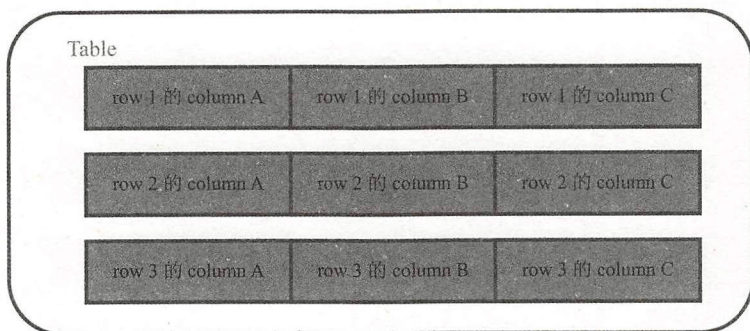 Table
row 1 的 column A row 1 的 column B row 1 的 column C
row 2 的 column A row 2 的 column B row 2 的 column C
row 3 的 column A row 3 的 column B row 3 的 column C